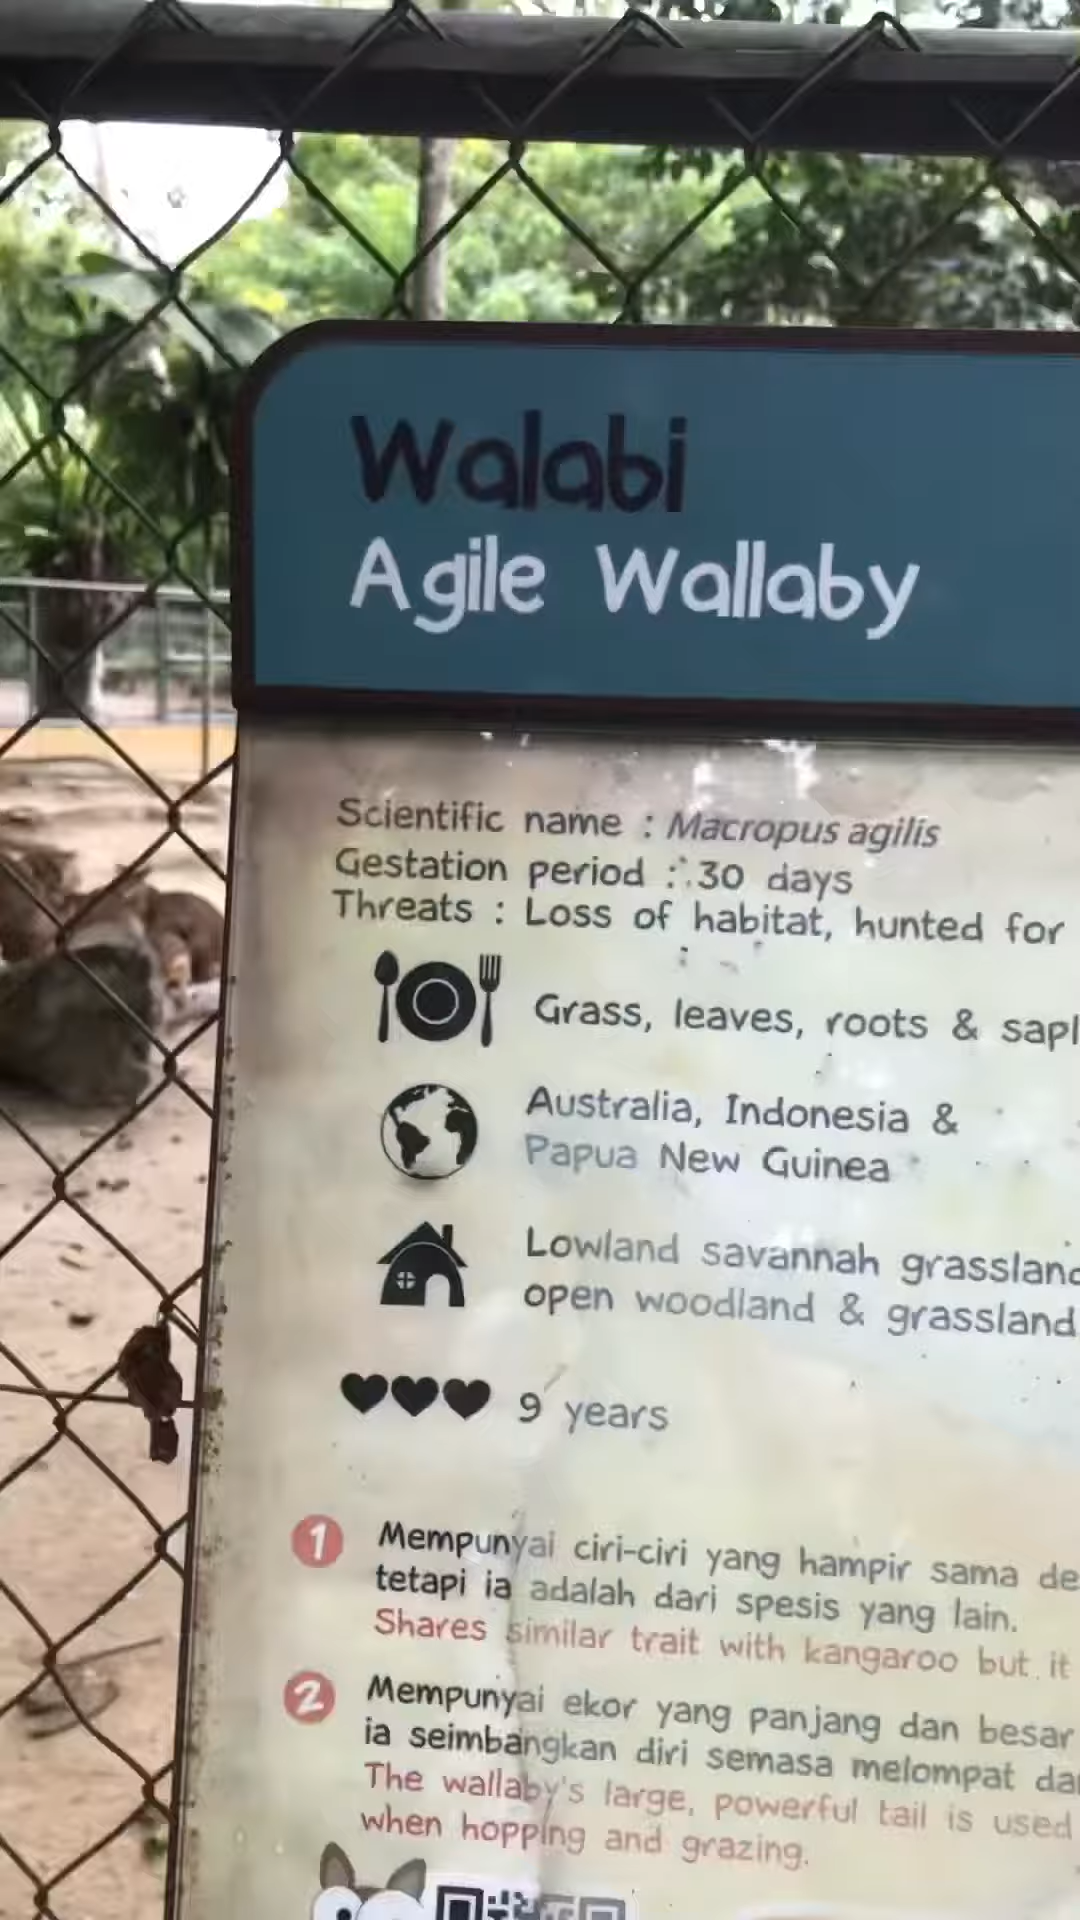 Walabi
Agile Wallaby
Scientific name : Macropus agilis
Gestation period : 30 days
Threats : Loss of habitat, hunted for
Grass, leaves, roots &
Australia, Indonesia &
Papua New Guinea
Lowland savannah
open woodland &
9 years
1 Mempunyai ciri-ciri yang hampir sama
tetapi ia adalah dari spesis yang lain.
Shares similar trait with kangaroo but it
2 Mempunyai ekor yang panjang dan besar
ia seimbangkan diri semasa melompat
The wallaby's large, powerful tail is used
when hopping and grazing.